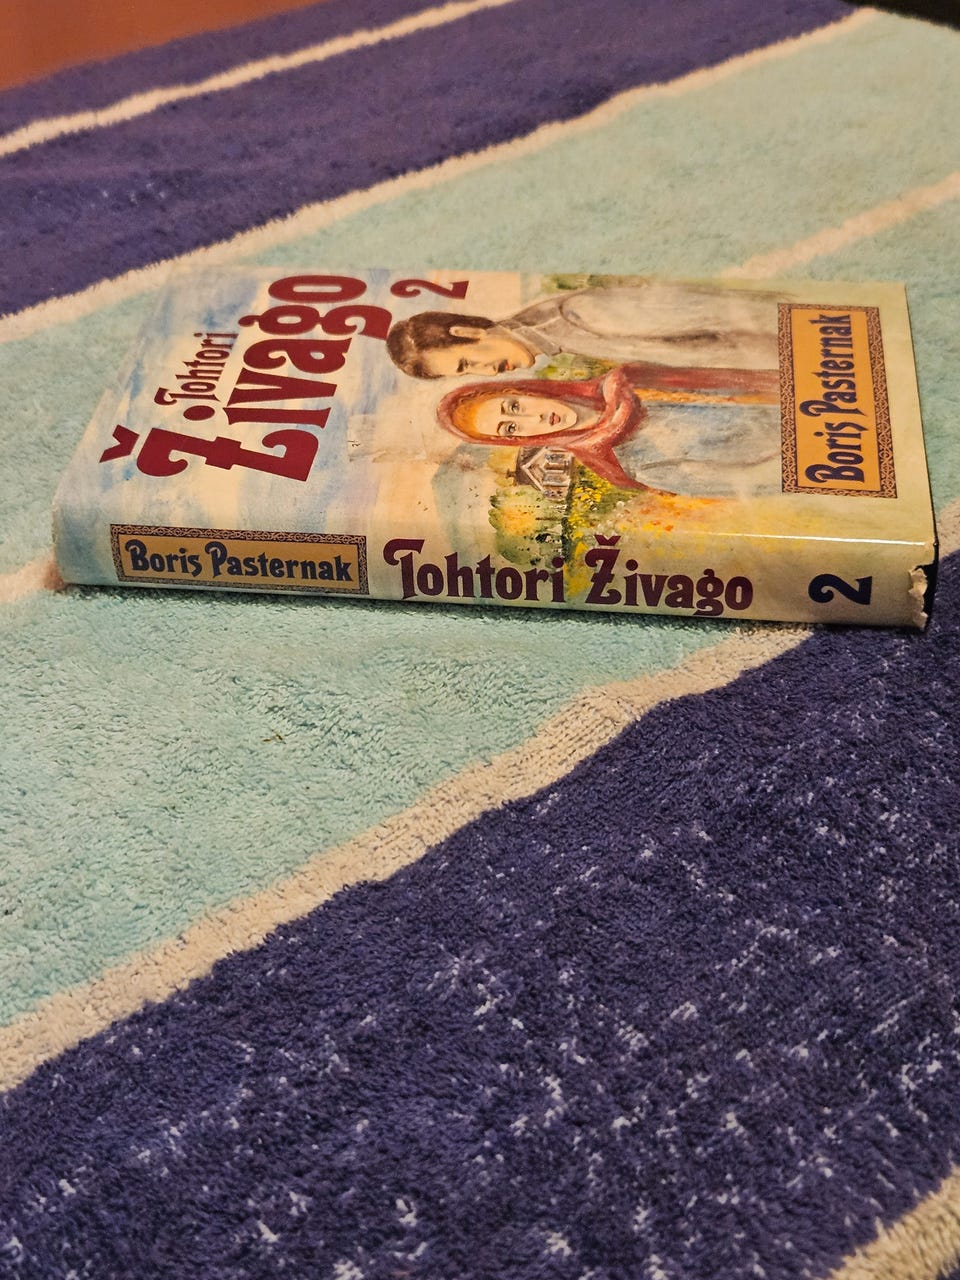 Tohtori
Živago
2
Boris Pasternak
Boris Pasternak
Tohtori Živago
2